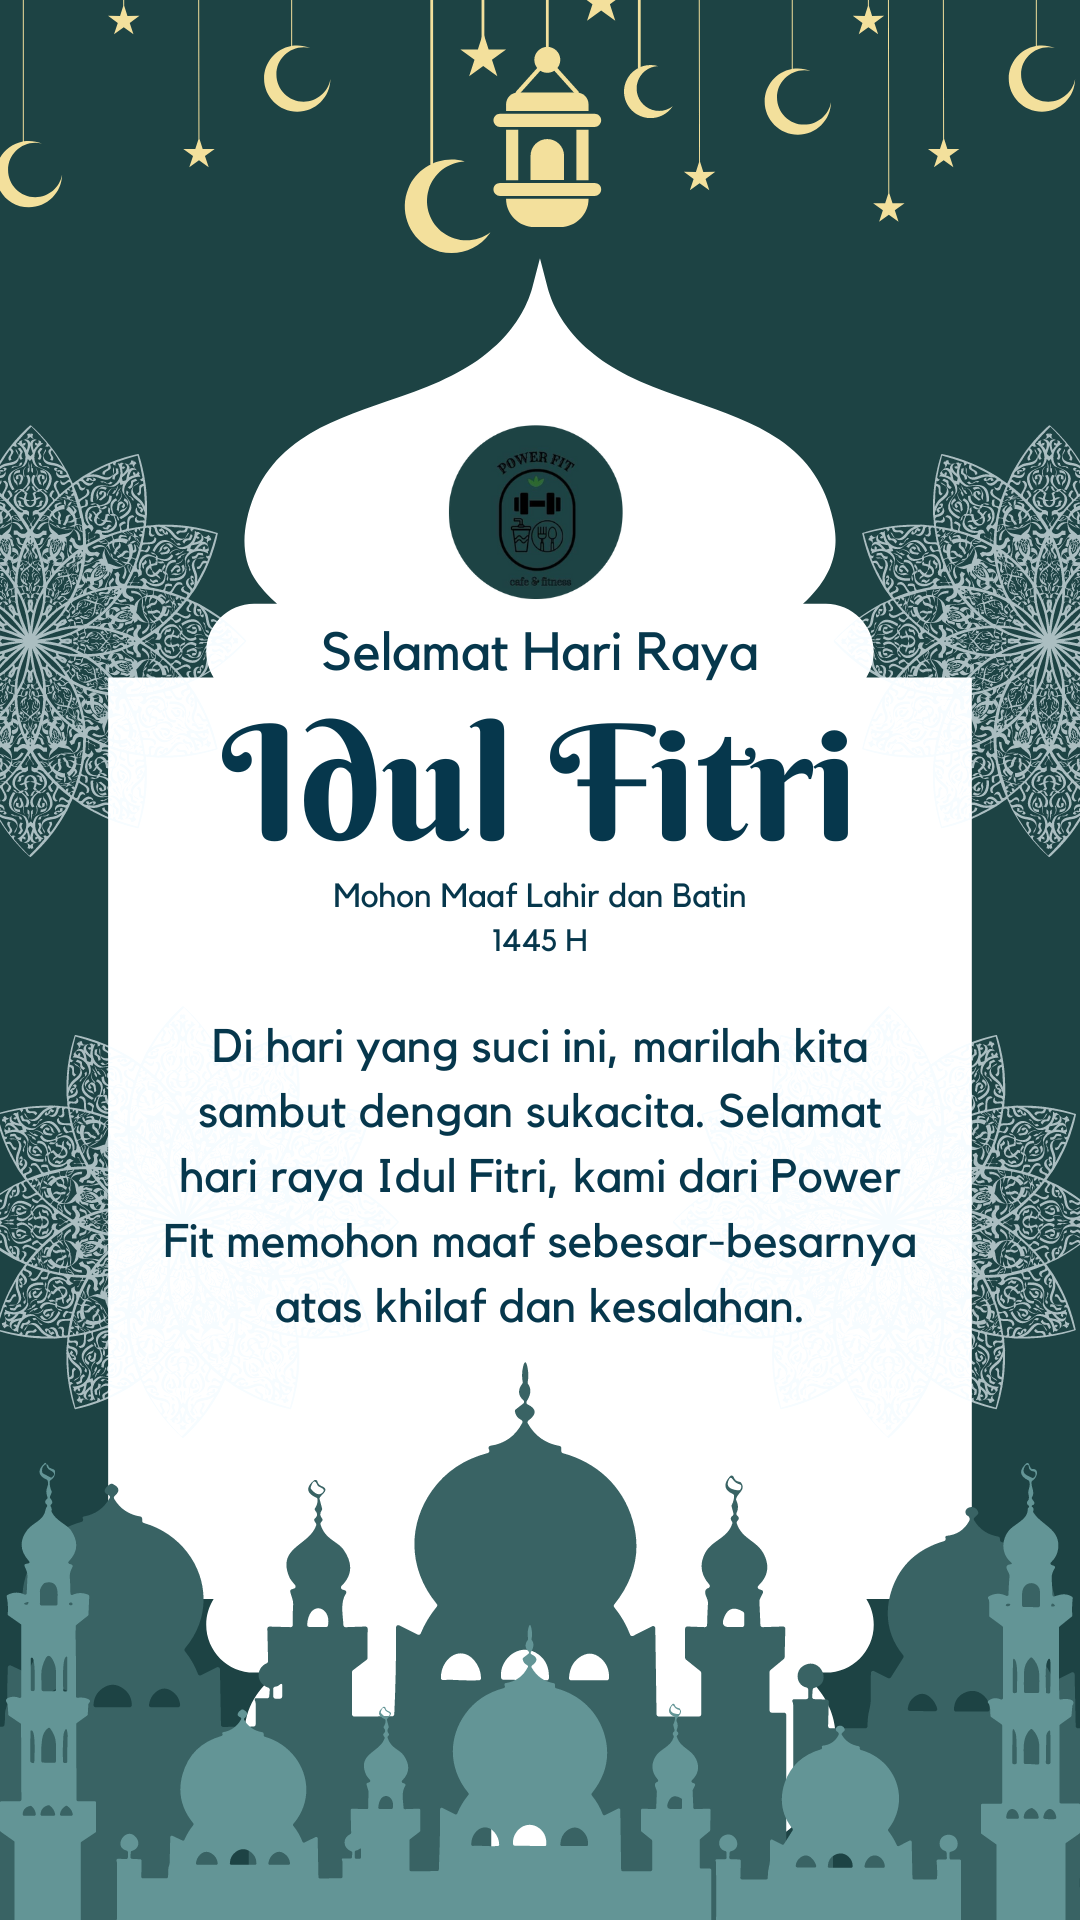 POWER FIT
cafe & fitness
Selamat Hari Raya
Idul Fitri
Mohon Maaf Lahir dan Batin
1445 H
Di hari yang suci ini, marilah kita
sambut dengan sukacita. Selamat
hari raya Idul Fitri, kami dari Power
Fit memohon maaf sebesar-besarnya
atas khilaf dan kesalahan.